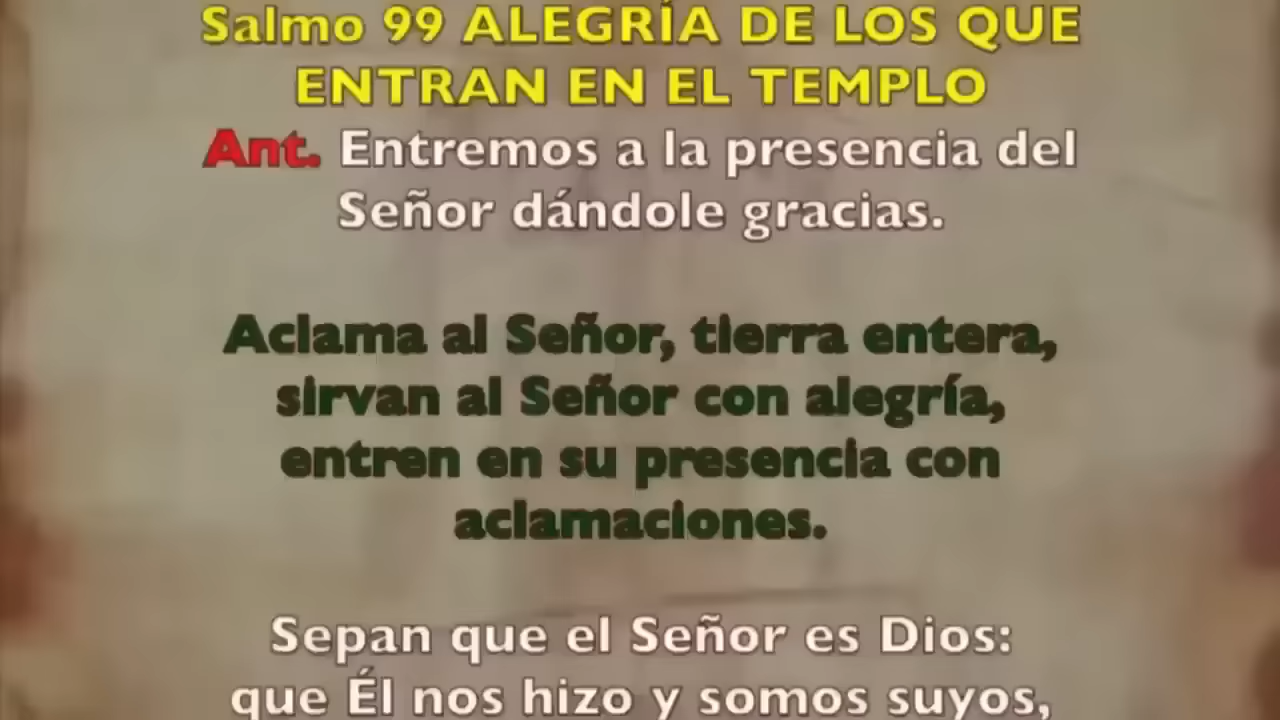 Salmo 99 ALEGRÍA DE LOS QUE
ENTRAN EN EL TEMPLO
Ant. Entremos a la presencia del
Señor dándole gracias.
Aclama al Señor, tierra entera,
sirvan al Señor con alegría,
entren en su presencia con
aclamaciones.
Sepan que el Señor es Dios:
que Él nos hizo y somos suyos,